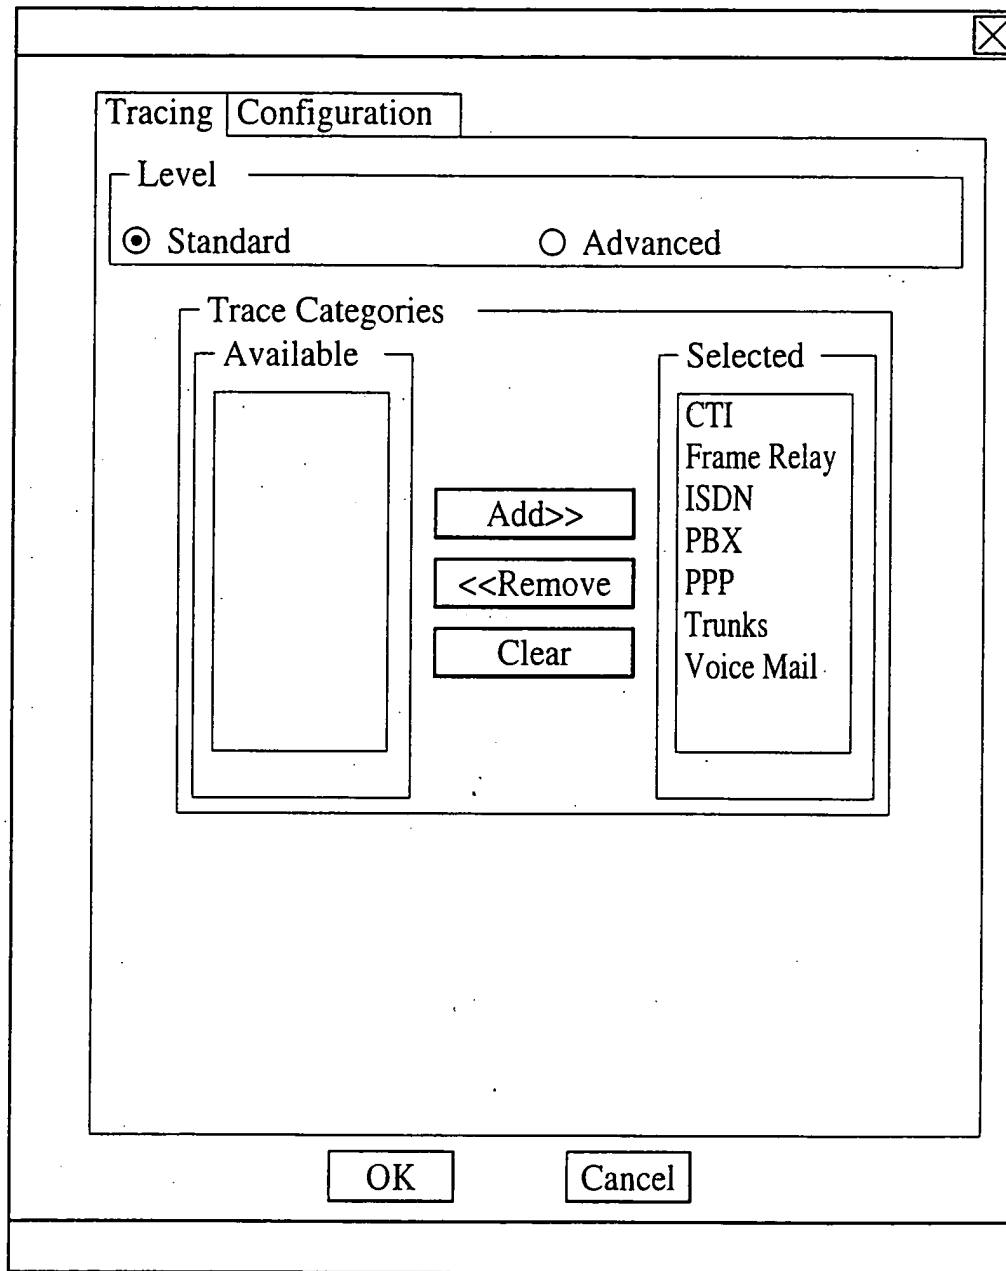 Tracing Configuration
Level
Standard Advanced
Trace Categories
Available Selected
CTI
Frame Relay
ISDN
PBX
PPP
Trunks
Voice Mail
Add>>
<<Remove
Clear
OK Cancel